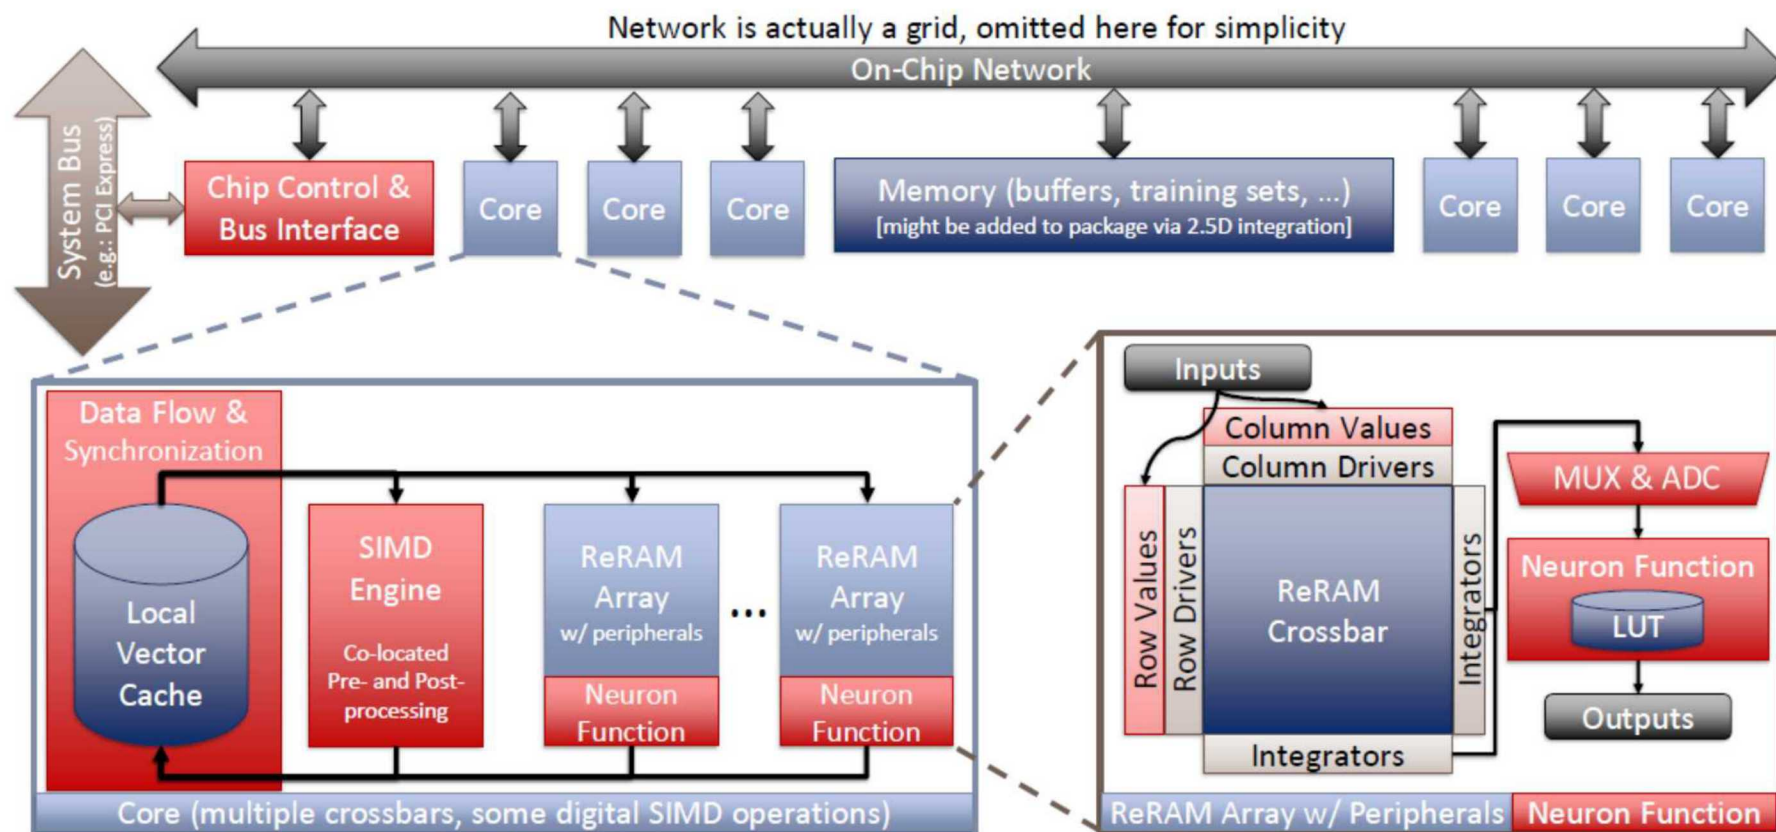 Network is actually a grid, omitted here for simplicity
On-Chip Network
System Bus
(e.g.: PCI Express)
Chip Control &
Bus Interface
Core
Core
Core
Memory (buffers, training sets, ...)
[might be added to package via 2.5D integration]
Core
Core
Core
Data Flow &
Synchronization
Local
Vector
Cache
SIMD
Engine
Co-located
Pre- and Post-
processing
ReRAM
Array
w/ peripherals
Neuron
Function
...
ReRAM
Array
w/ peripherals
Neuron
Function
Core (multiple crossbars, some digital SIMD operations)
Inputs
Column Values
Column Drivers
Row Values
Row Drivers
ReRAM
Crossbar
Integrators
Integrators
MUX & ADC
Neuron Function
LUT
Outputs
ReRAM Array w/ Peripherals
Neuron Function